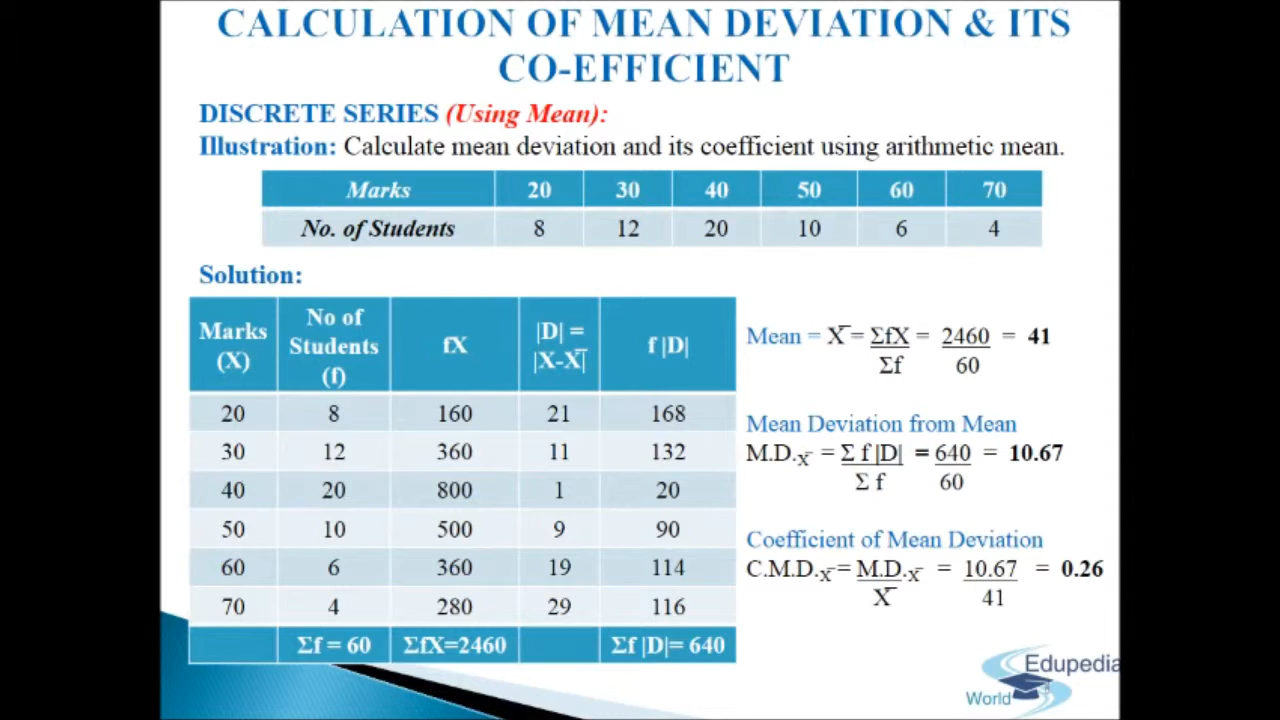 CALCULATION OF MEAN DEVIATION & ITS
CO-EFFICIENT
DISCRETE SERIES (Using Mean):
Illustration: Calculate mean deviation and its coefficient using arithmetic mean.
Marks 20 30 40 50 60 70
No. of Students 8 12 20 10 6 4
Solution:
Marks (X) No of Students (f) fX |D| = |X-X̅| f |D|
20 8 160 21 168
30 12 360 11 132
40 20 800 1 20
50 10 500 9 90
60 6 360 19 114
70 4 280 29 116
Σf = 60 ΣfX=2460 Σf |D|= 640
Mean = X̅ = ΣfX = 2460 = 41
Σf 60
Mean Deviation from Mean
M.D.X̅ = Σ f |D| = 640 = 10.67
Σ f 60
Coefficient of Mean Deviation
C.M.D.X̅ = M.D.X̅ = 10.67 = 0.26
X̅ 41
Edupedia
World